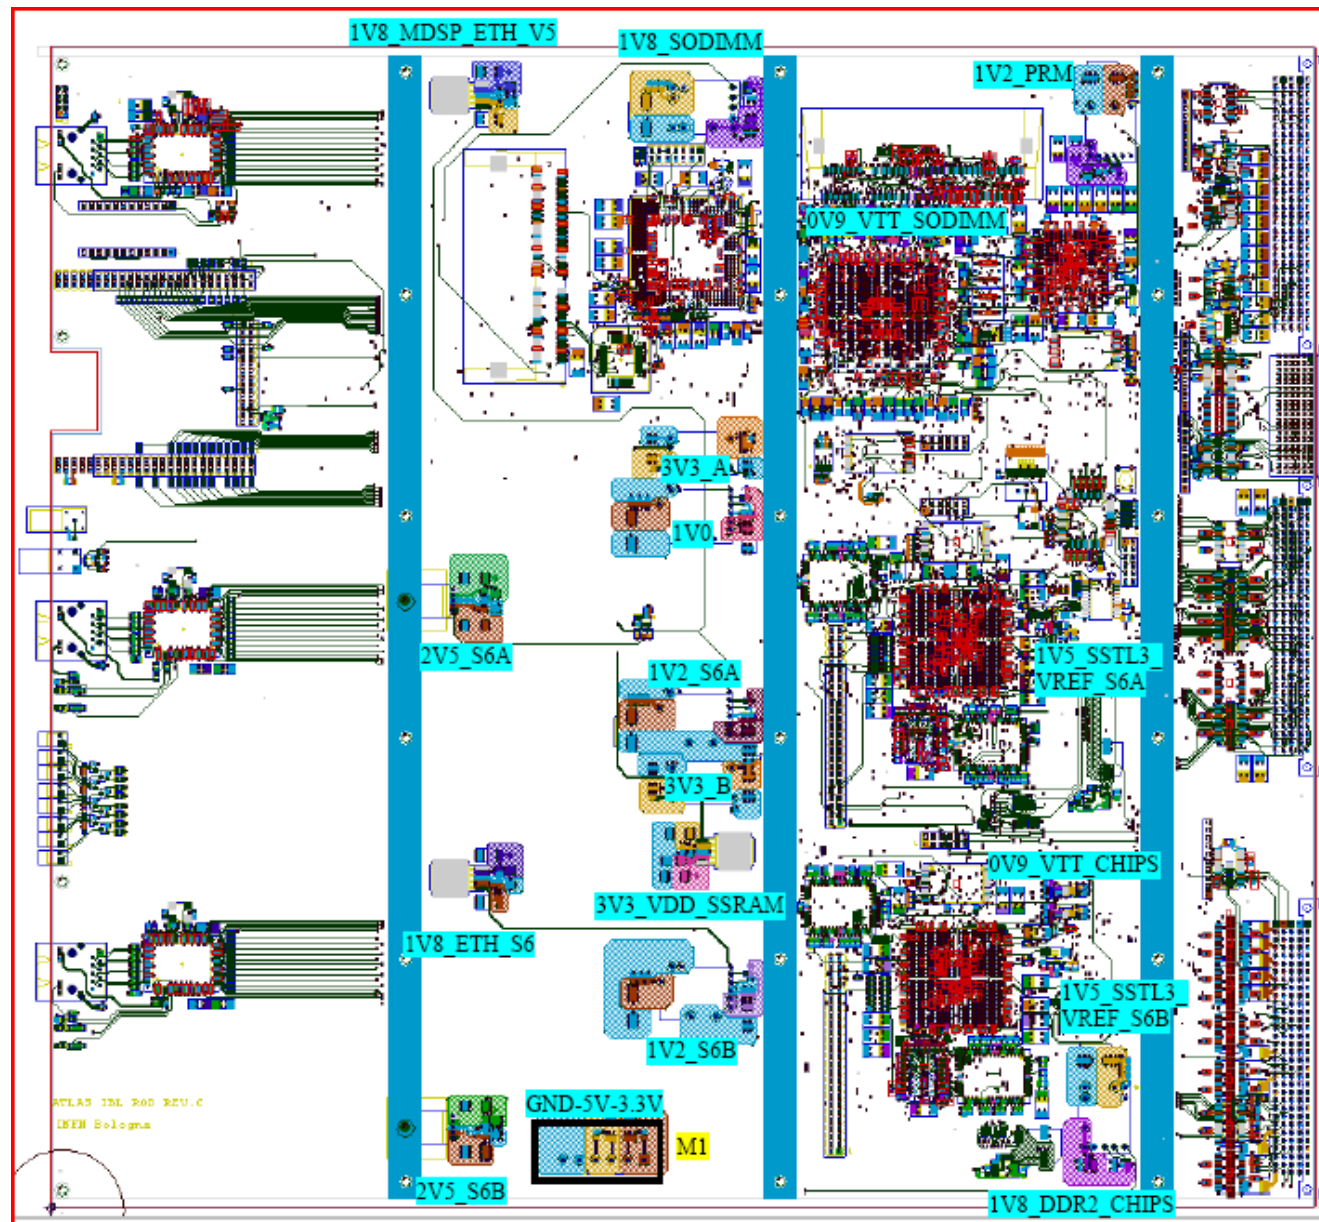 1V8_MDSP_ETH_V5
1V8_SODIMM
1V2_PRM
0V9_VTT_SODIMM
3V3_A
1V0
2V5_S6A
1V2_S6A
1V5_SSTL3_
VREF_S6A
3V3_B
0V9_VTT_CHIPS
3V3_VDD_SSRAM
1V8_ETH_S6
1V5_SSTL3_
VREF_S6B
1V2_S6B
ATLAS IBL ROD REV.C
INFN Bologna
GND-5V-3.3V
M1
2V5_S6B
1V8_DDR2_CHIPS